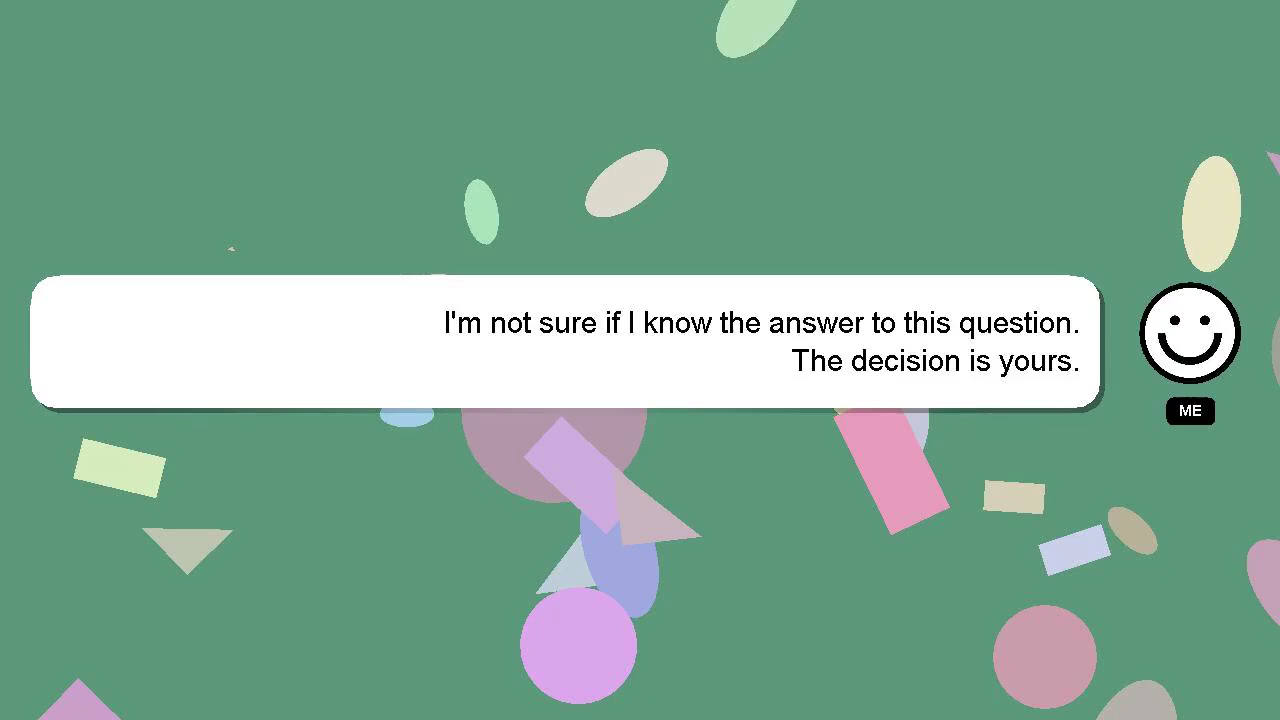 I'm not sure if I know the answer to this question.
The decision is yours.
ME